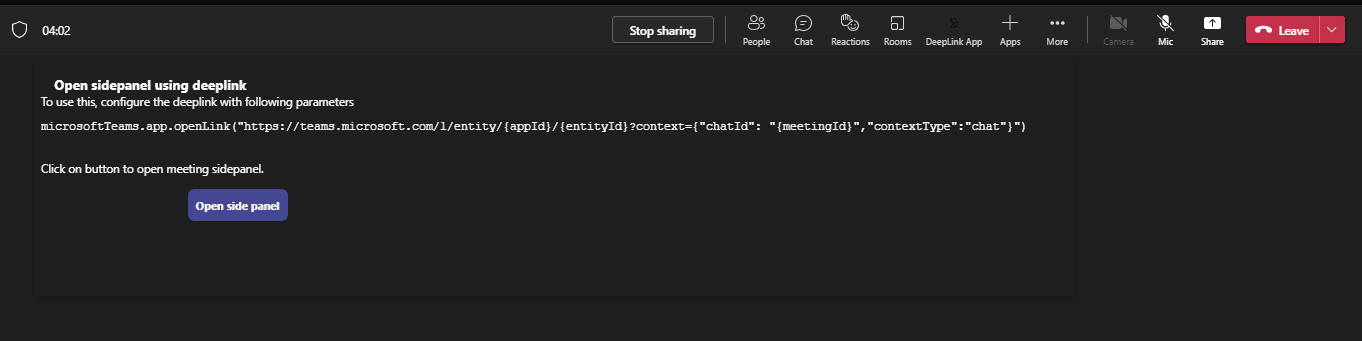 04:02
Stop sharing
People
Chat
Reactions
Rooms
DeepLink App
Apps
More
Camera
Mic
Share
Leave
Open sidepanel using deeplink
To use this, configure the deeplink with following parameters
microsoftTeams.app.openLink("https://teams.microsoft.com/l/entity/{appId}/{entityId}?context={"chatId": "{meetingId}","contextType":"chat"}")
Click on button to open meeting sidepanel.
Open side panel